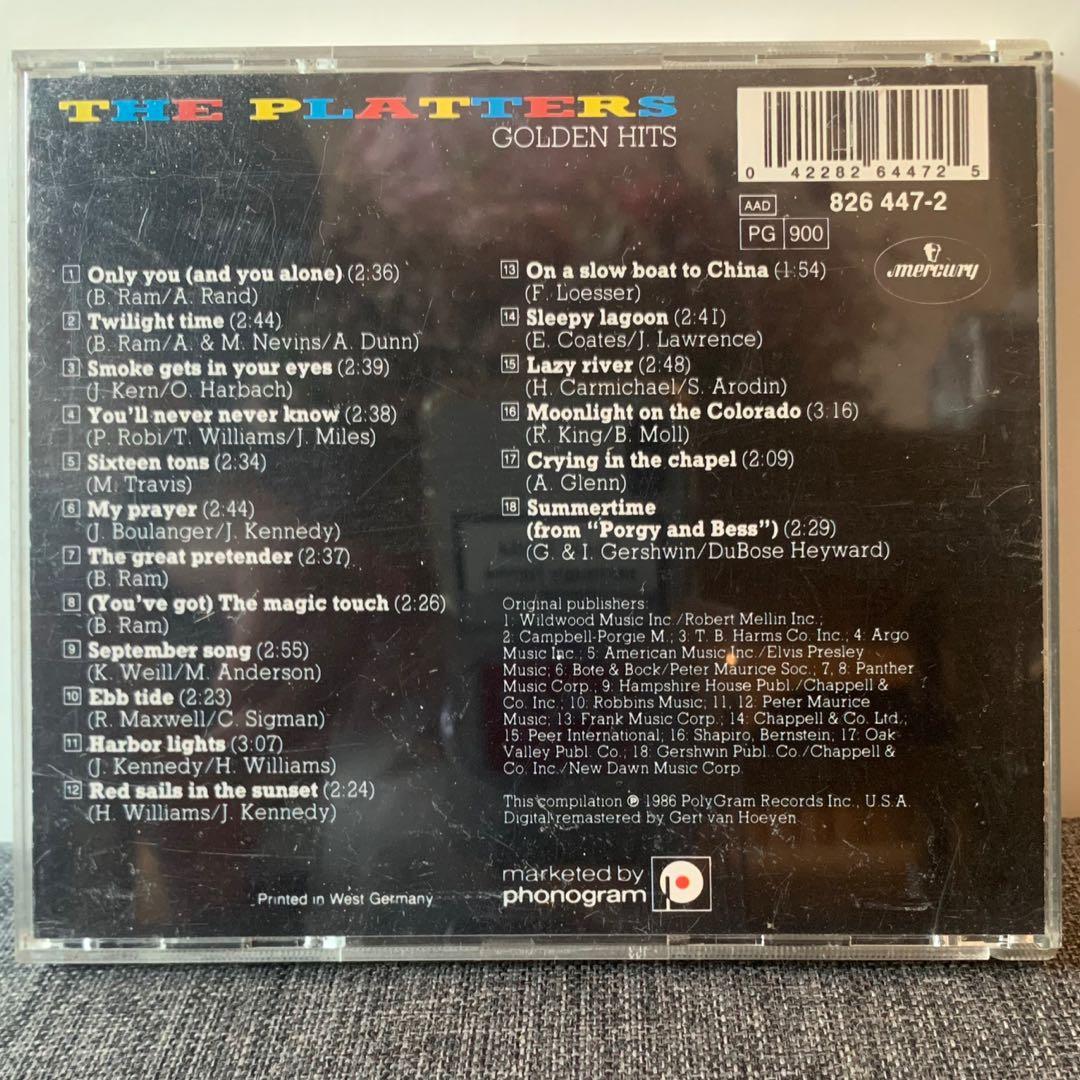 THE PLATTERS
GOLDEN HITS
0 42282 64472 5
AAD
826 447-2
PG 900
mercury
1 Only you (and you alone) (2:36)
(B. Ram/A. Rand)
2 Twilight time (2:44)
(B. Ram/A. & M. Nevins/A. Dunn)
3 Smoke gets in your eyes (2:39)
(J. Kern/O. Harbach)
4 You'll never never know (2:38)
(P. Robi/T. Williams/J. Miles)
5 Sixteen tons (2:34)
(M. Travis)
6 My prayer (2:44)
(J. Boulanger/J. Kennedy)
7 The great pretender (2:37)
(B. Ram)
8 (You've got) The magic touch (2:26)
(B. Ram)
9 September song (2:55)
(K. Weill/M. Anderson)
10 Ebb tide (2:23)
(R. Maxwell/C. Sigman)
11 Harbor lights (3:07)
(J. Kennedy/H. Williams)
12 Red sails in the sunset (2:24)
(H. Williams/J. Kennedy)
13 On a slow boat to China (1:54)
(F. Loesser)
14 Sleepy lagoon (2:41)
(E. Coates/J. Lawrence)
15 Lazy river (2:48)
(H. Carmichael/S. Arodin)
16 Moonlight on the Colorado (3:16)
(R. King/B. Moll)
17 Crying in the chapel (2:09)
(A. Glenn)
18 Summertime
(from "Porgy and Bess") (2:29)
(G. & I. Gershwin/DuBose Heyward)
Original publishers:
1: Wildwood Music Inc./Robert Mellin Inc.;
2: Campbell-Porgie M.; 3: T. B. Harms Co. Inc.; 4: Argo
Music Inc.; 5: American Music Inc./Elvis Presley
Music; 6: Bote & Bock/Peter Maurice Soc.; 7, 8: Panther
Music Corp.; 9: Hampshire House Publ./Chappell &
Co. Inc.; 10: Robbins Music; 11, 12: Peter Maurice
Music; 13: Frank Music Corp.; 14: Chappell & Co. Ltd.;
15: Peer International; 16: Shapiro, Bernstein; 17: Oak
Valley Publ. Co.; 18: Gershwin Publ. Co./Chappell &
Co. Inc./New Dawn Music Corp.
This compilation ℗ 1986 PolyGram Records Inc., U.S.A.
Digital remastered by Gert van Hoeyen
marketed by
phonogram
Printed in West Germany